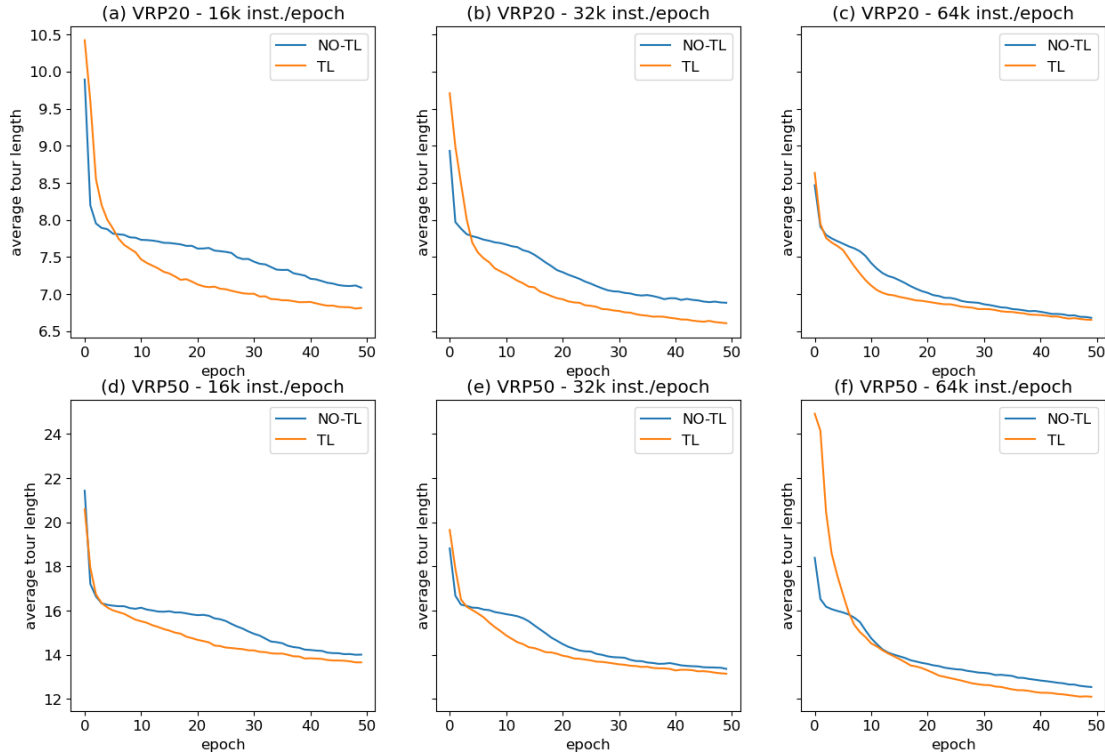 (a) VRP20 - 16k inst./epoch
(b) VRP20 - 32k inst./epoch
(c) VRP20 - 64k inst./epoch
10.5
10.0
9.5
9.0
8.5
8.0
7.5
7.0
6.5
average tour length
NO-TL
TL
0 10 20 30 40 50
epoch
average tour length
NO-TL
TL
0 10 20 30 40 50
epoch
average tour length
NO-TL
TL
0 10 20 30 40 50
epoch
(d) VRP50 - 16k inst./epoch
(e) VRP50 - 32k inst./epoch
(f) VRP50 - 64k inst./epoch
24
22
20
18
16
14
12
average tour length
NO-TL
TL
0 10 20 30 40 50
epoch
average tour length
NO-TL
TL
0 10 20 30 40 50
epoch
average tour length
NO-TL
TL
0 10 20 30 40 50
epoch